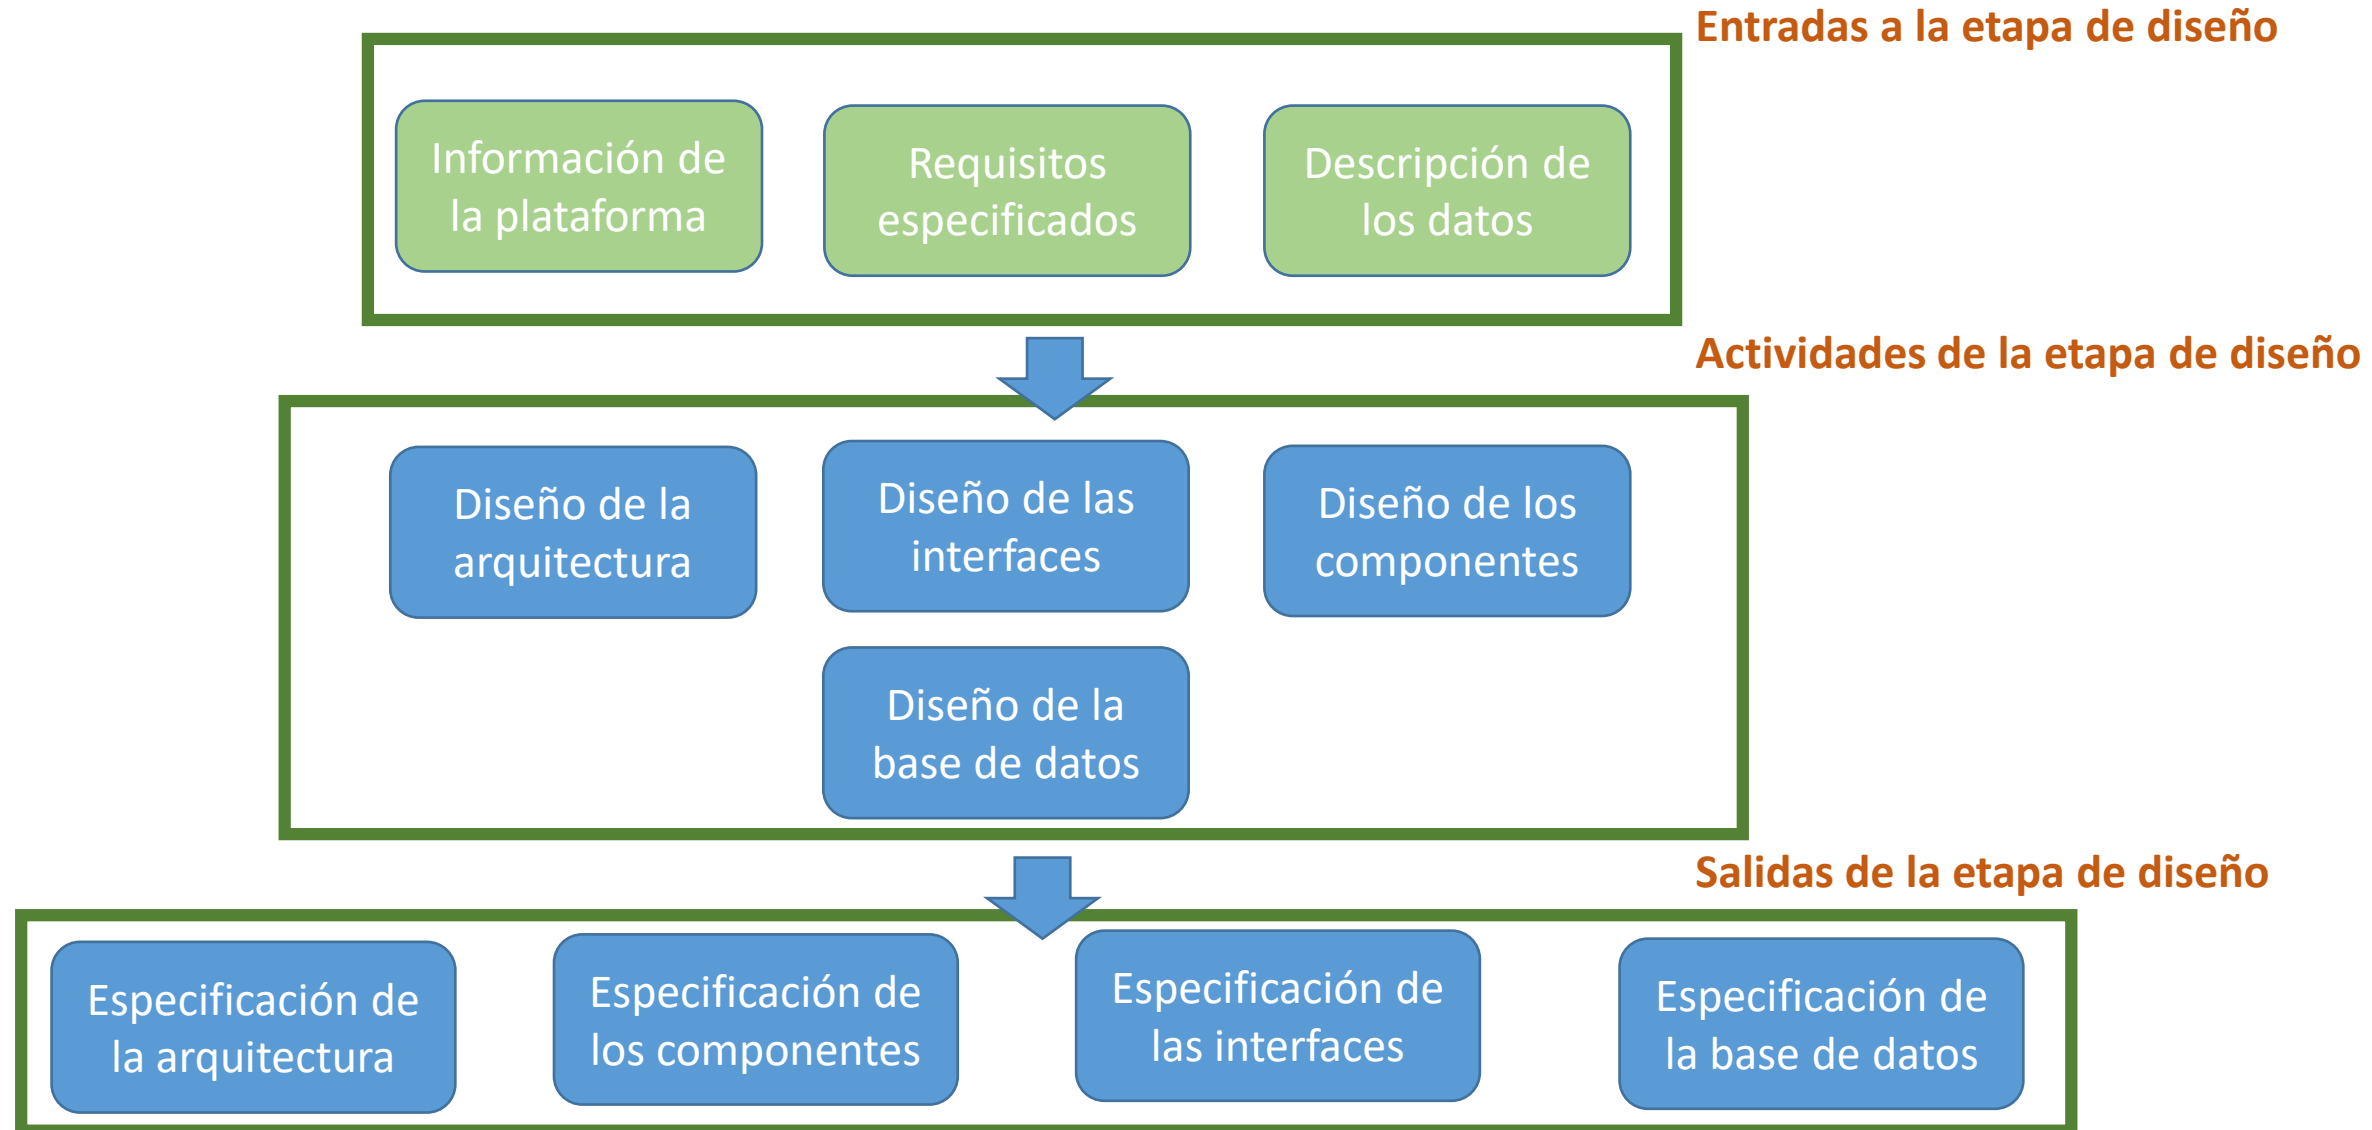 Entradas a la etapa de diseño
Información de
la plataforma
Requisitos
especificados
Descripción de
los datos
Actividades de la etapa de diseño
Diseño de la
arquitectura
Diseño de las
interfaces
Diseño de los
componentes
Diseño de la
base de datos
Salidas de la etapa de diseño
Especificación de
la arquitectura
Especificación de
los componentes
Especificación de
las interfaces
Especificación de
la base de datos